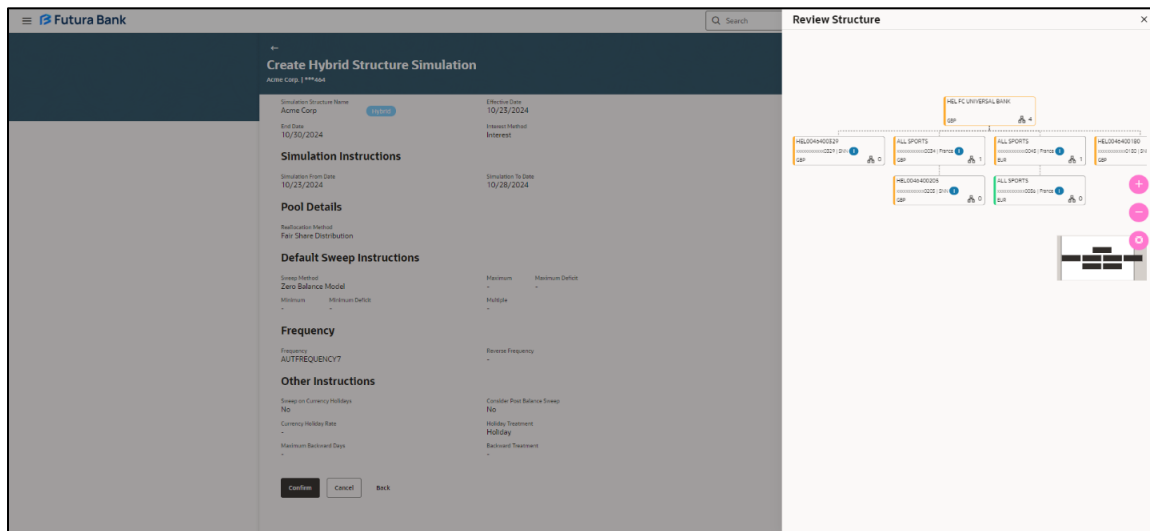 Futura Bank
Search
Review Structure
Create Hybrid Structure Simulation
Acme Corp. | ***464
Simulation Structure Name
Acme Corp
Hybrid
Effective Date
10/23/2024
End Date
10/30/2024
Interest Method
Interest
Simulation Instructions
Simulation From Date
10/23/2024
Simulation To Date
10/28/2024
Pool Details
Reallocation Method
Fair Share Distribution
Default Sweep Instructions
Sweep Method
Zero Balance Model
Maximum
-
Maximum Deficit
-
Minimum
-
Minimum Deficit
-
Multiple
-
Frequency
Frequency
AUTFREQUENCY7
Reverse Frequency
-
Other Instructions
Sweep on Currency Holidays
No
Consider Post Balance Sweep
No
Currency Holiday Rate
-
Holiday Treatment
Holiday
Maximum Backward Days
-
Backward Treatment
-
Confirm
Cancel
Back
HEL FC UNIVERSAL BANK
GBP
4
HEL0046400329
GBP
0
ALL SPORTS
GBP
1
ALL SPORTS
EUR
1
HEL0046400180
GBP
HEL0046400205
GBP
0
ALL SPORTS
EUR
0